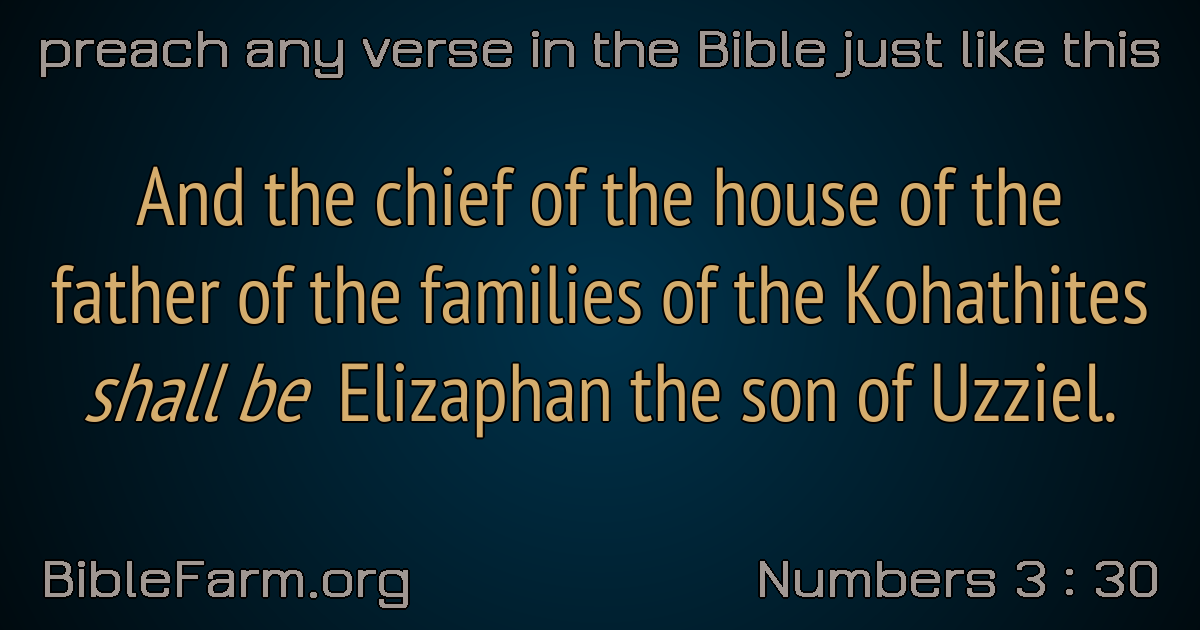 preach any verse in the Bible just like this
And the chief of the house of the
father of the families of the Kohathites
shall be Elizaphan the son of Uzziel.
BibleFarm.org
Numbers 3 : 30